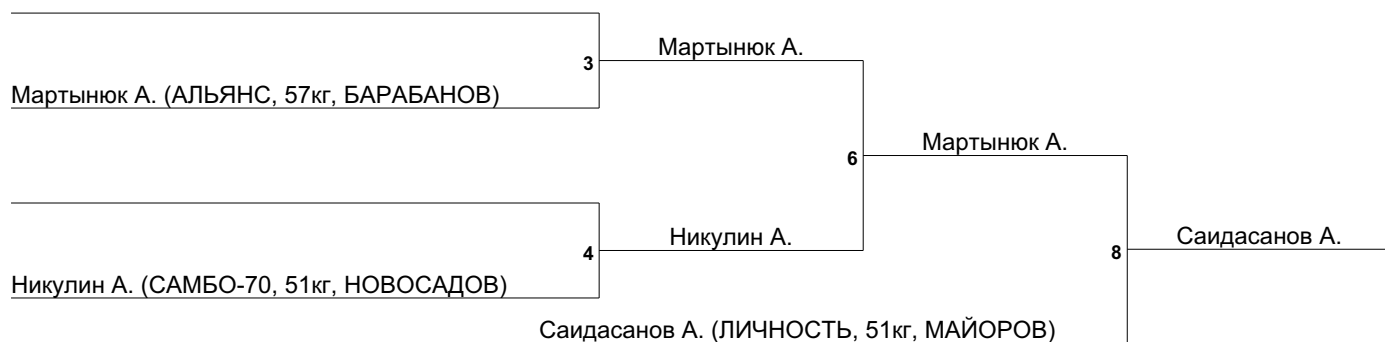 Мартынюк А.
3
Мартынюк А. (АЛЬЯНС, 57кг, БАРАБАНОВ)
Мартынюк А.
6
Никулин А.
4
Саидасанов А.
8
Никулин А. (САМБО-70, 51кг, НОВОСАДОВ)
Саидасанов А. (ЛИЧНОСТЬ, 51кг, МАЙОРОВ)